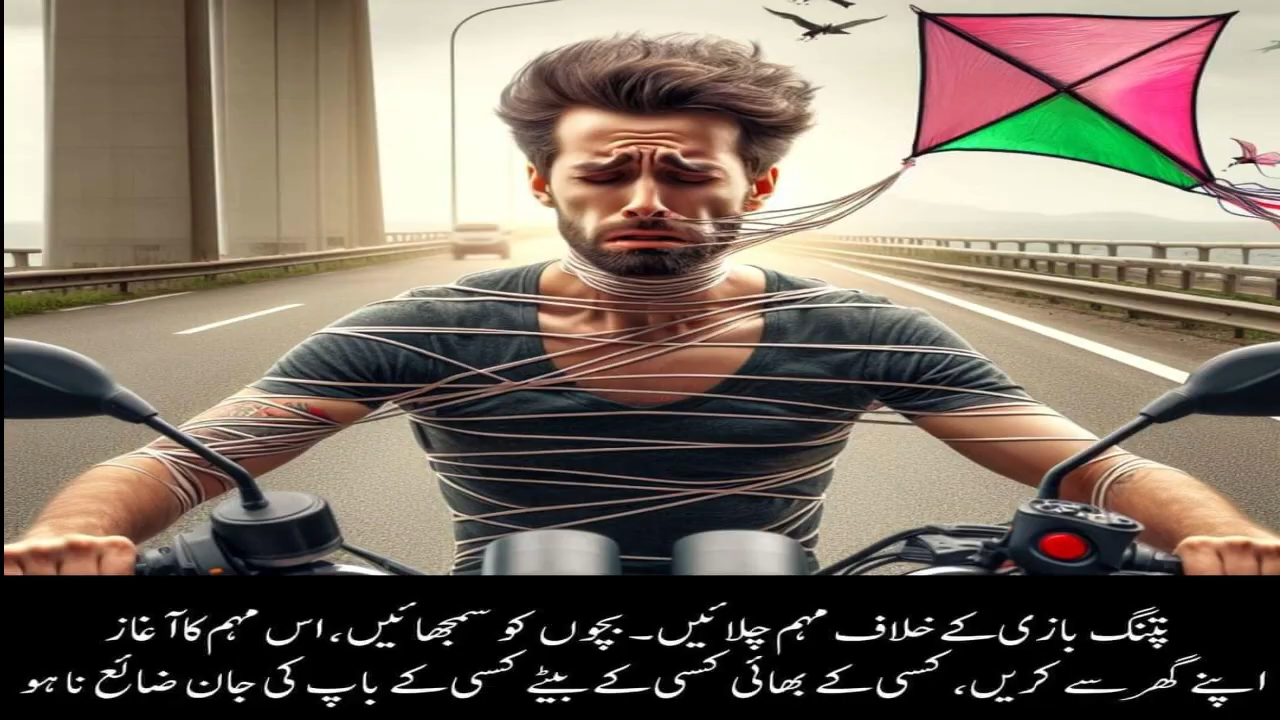 پتنگ بازی کے خلاف مہم چلائیں۔ بچوں کو سمجھائیں، اس مہم کا آغاز
اپنے گھر سے کریں، کسی کے بھائی کسی کے بیٹے کسی کے باپ کی جان ضائع نا ہو